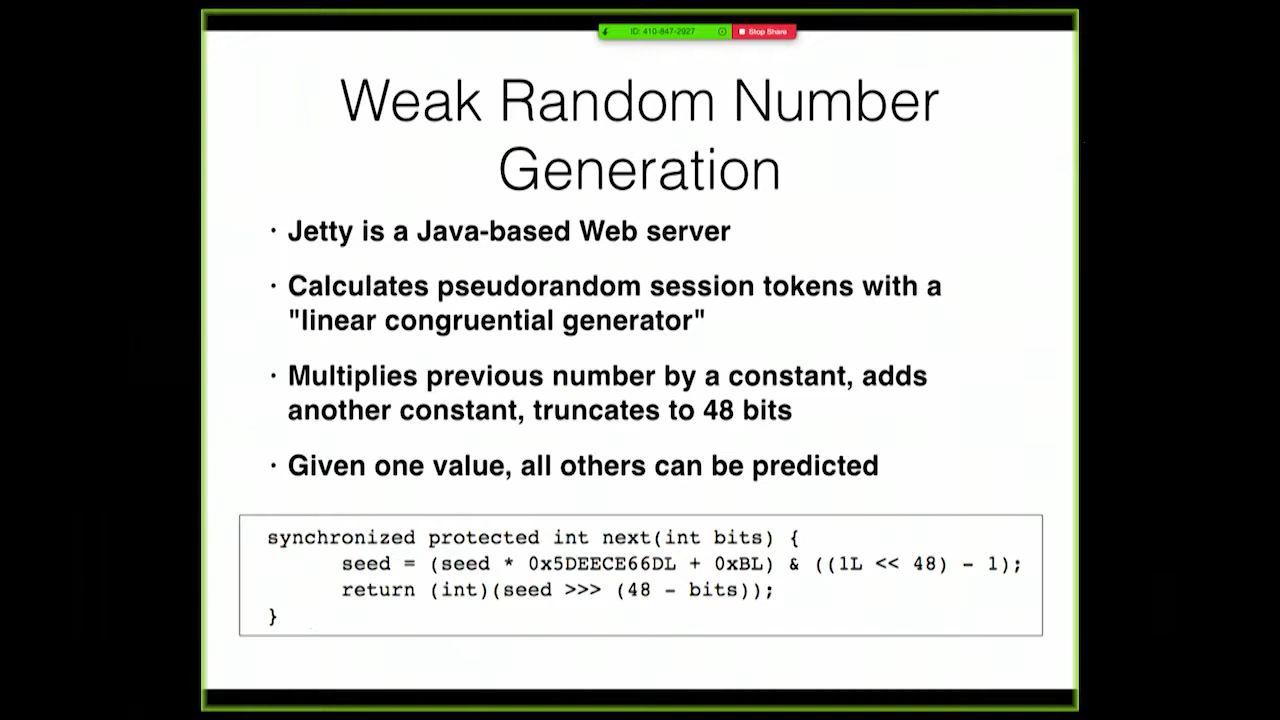 ID: 410-847-2927
Stop Share
Weak Random Number
Generation
· Jetty is a Java-based Web server
· Calculates pseudorandom session tokens with a
"linear congruential generator"
· Multiplies previous number by a constant, adds
another constant, truncates to 48 bits
· Given one value, all others can be predicted
synchronized protected int next(int bits) {
seed = (seed * 0x5DEECE66DL + 0xBL) & ((1L << 48) - 1);
return (int)(seed >>> (48 - bits));
}